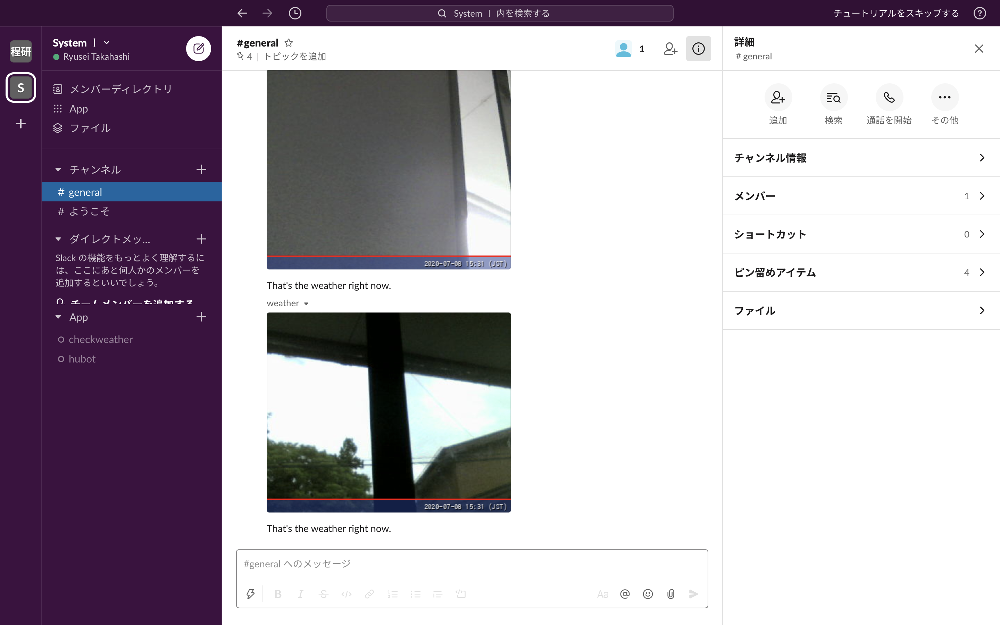 System Ⅰ 内を検索する
チュートリアルをスキップする
程研
S
System Ⅰ
Ryusei Takahashi
メンバーディレクトリ
App
ファイル
チャンネル
# general
# ようこそ
ダイレクトメッ...
Slack の機能をもっとよく理解するに
は、ここにあと何人かのメンバーを
追加するといいでしょう。
チームメンバーを追加する
App
checkweather
hubot
#general
4 | トピックを追加
1
2020-07-08 15:31 (JST)
That's the weather right now.
weather
2020-07-08 15:31 (JST)
That's the weather right now.
#general へのメッセージ
B I S </> Aa @
詳細
# general
追加
検索
通話を開始
その他
チャンネル情報
メンバー 1
ショートカット 0
ピン留めアイテム 4
ファイル